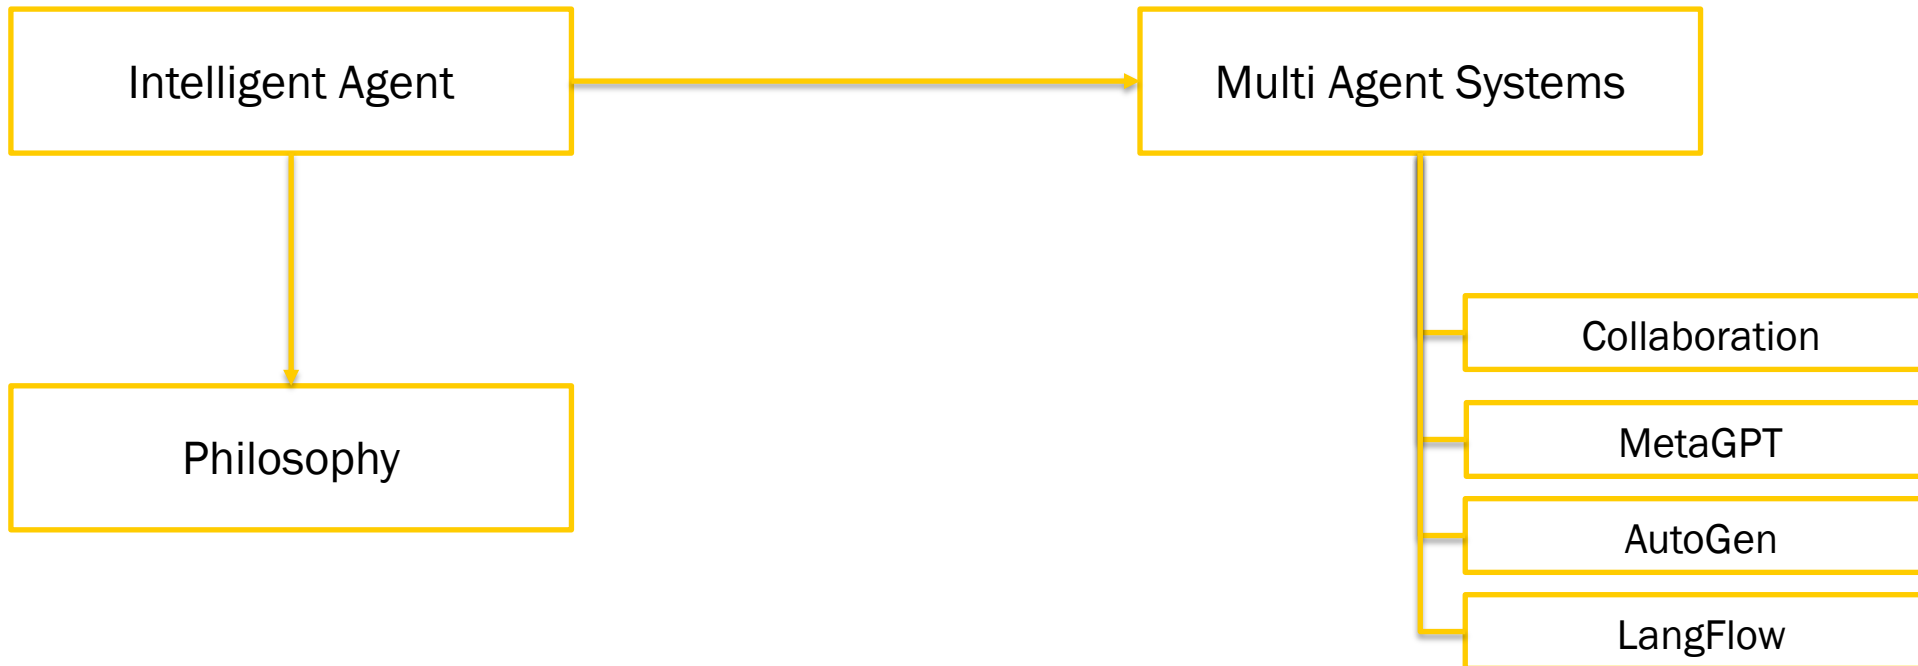 Intelligent Agent
Multi Agent Systems
Philosophy
Collaboration
MetaGPT
AutoGen
LangFlow